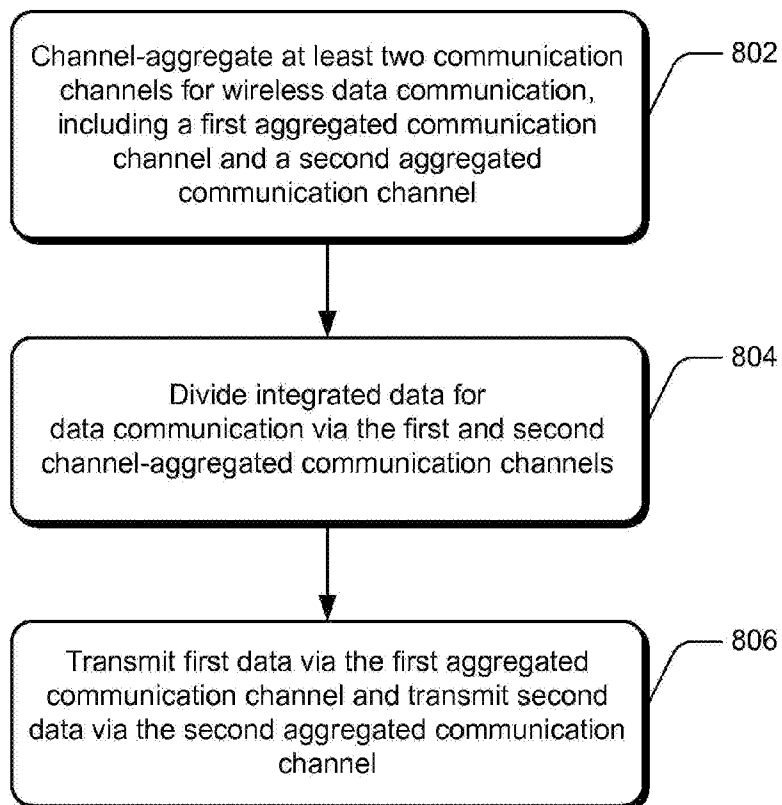 Channel-aggregate at least two communication
channels for wireless data communication,
including a first aggregated communication
channel and a second aggregated
communication channel
802
Divide integrated data for
data communication via the first and second
channel-aggregated communication channels
804
Transmit first data via the first aggregated
communication channel and transmit second
data via the second aggregated communication
channel
806